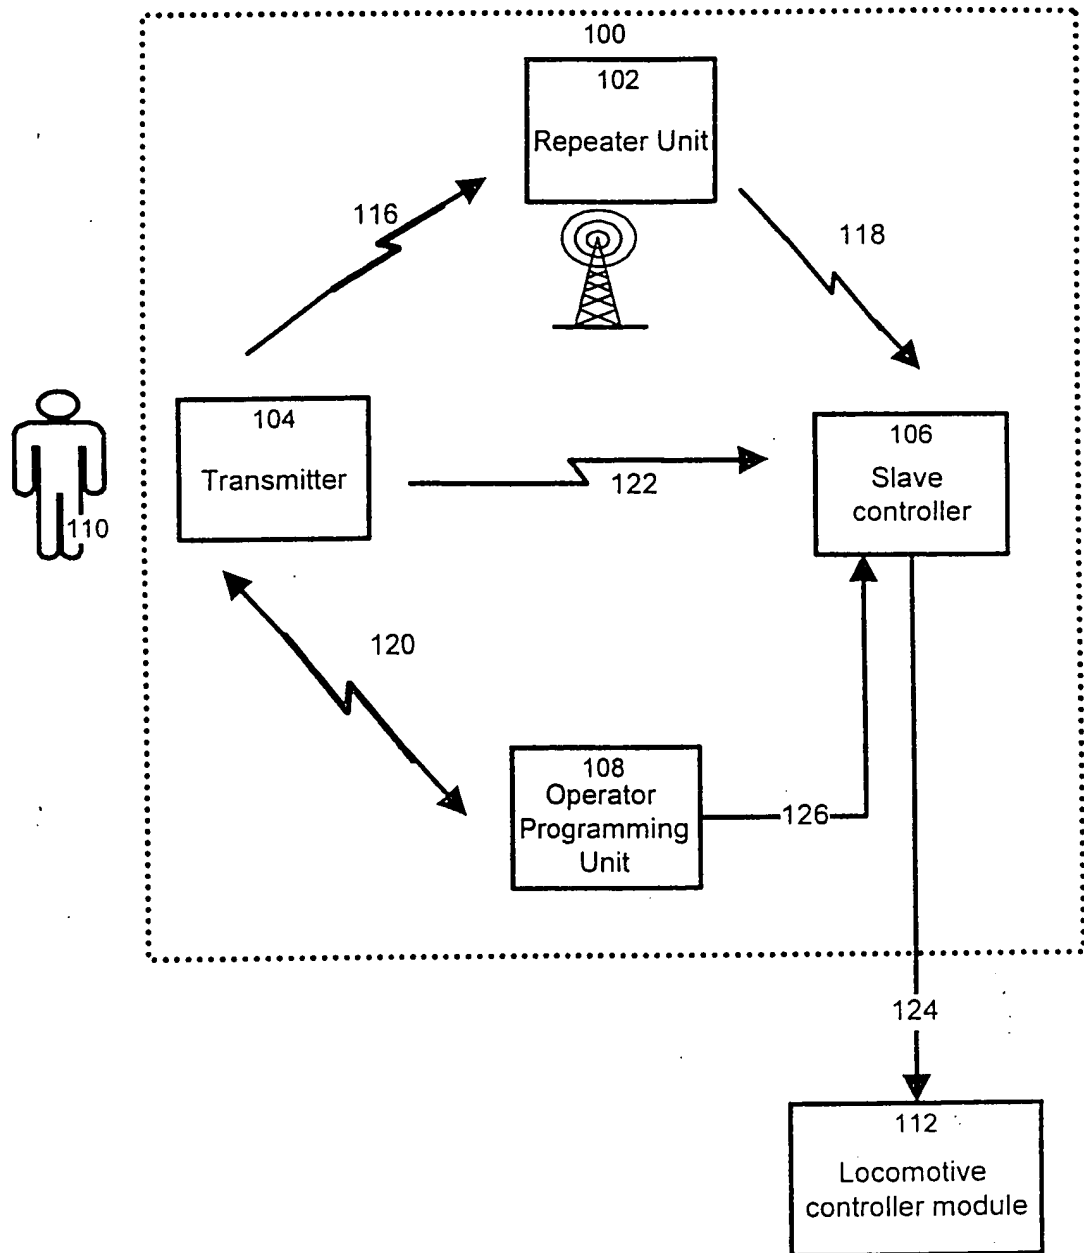 100
102
Repeater Unit
116
118
104
Transmitter
122
106
Slave
controller
110
120
108
Operator
Programming
Unit
126
124
112
Locomotive
controller module